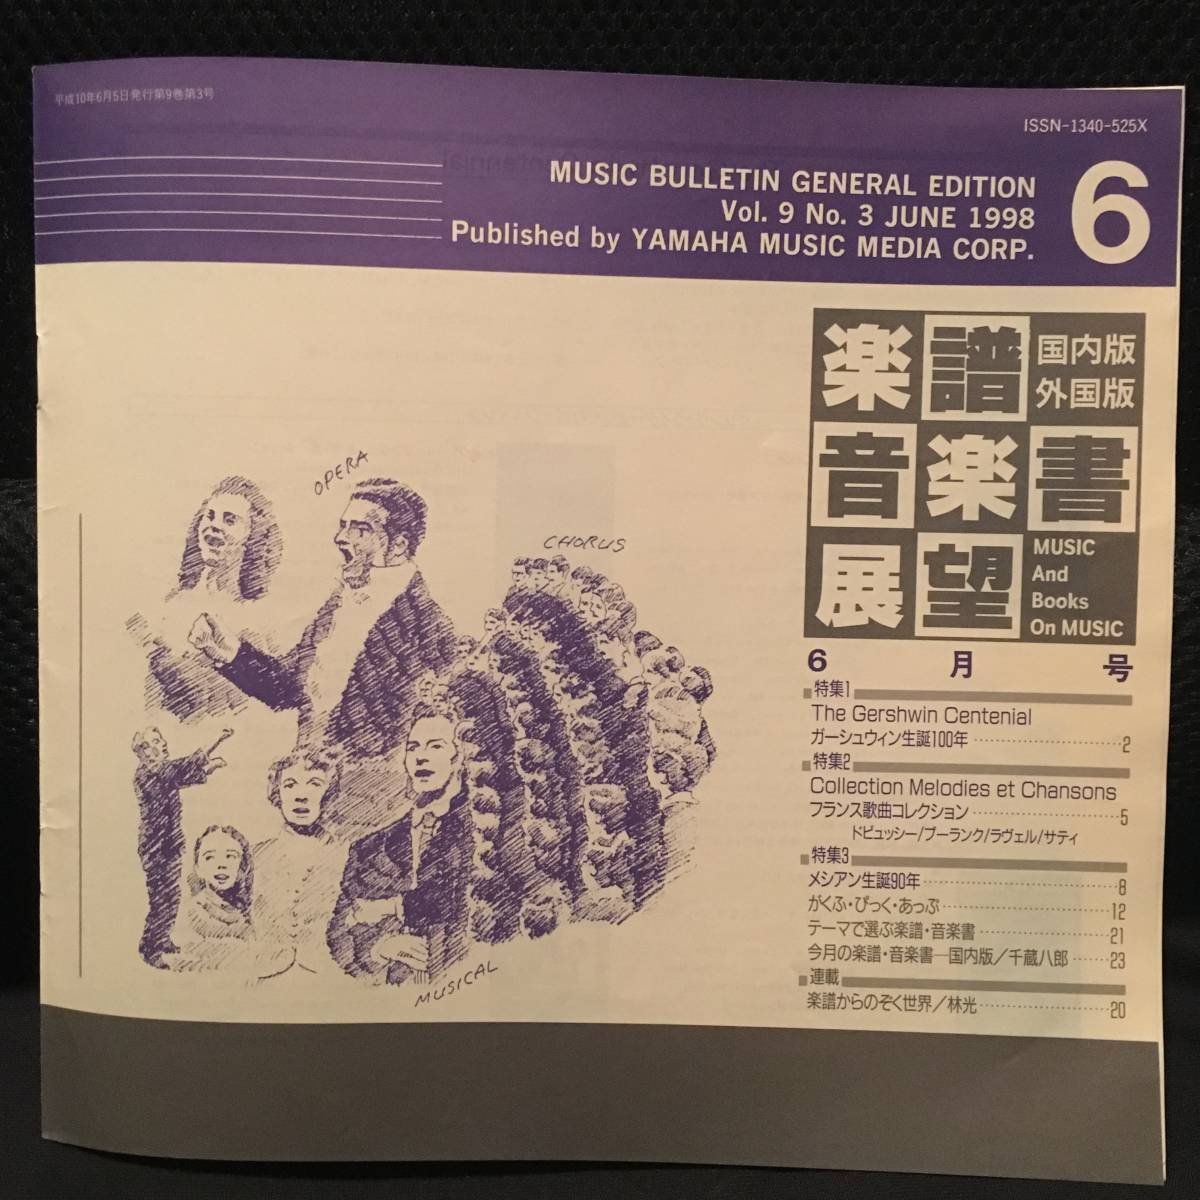 平成10年6月5日発行第9巻第3号
ISSN-1340-525X
MUSIC BULLETIN GENERAL EDITION
Vol. 9 No. 3 JUNE 1998
Published by YAMAHA MUSIC MEDIA CORP.
6
楽譜
国内版
外国版
音楽書
展望
MUSIC
And
Books
On MUSIC
6月号
OPERA
CHORUS
MUSICAL
特集1
The Gershwin Centenial
ガーシュウィン生誕100年 2
特集2
Collection Melodies et Chansons
フランス歌曲コレクション 5
ドビュッシー/プーランク/ラヴェル/サティ
特集3
メシアン生誕90年 8
がくふ・ぴっく・あっぷ 12
テーマで選ぶ楽譜・音楽書 21
今月の楽譜・音楽書—国内版/千蔵八郎 23
連載
楽譜からのぞく世界/林光 20